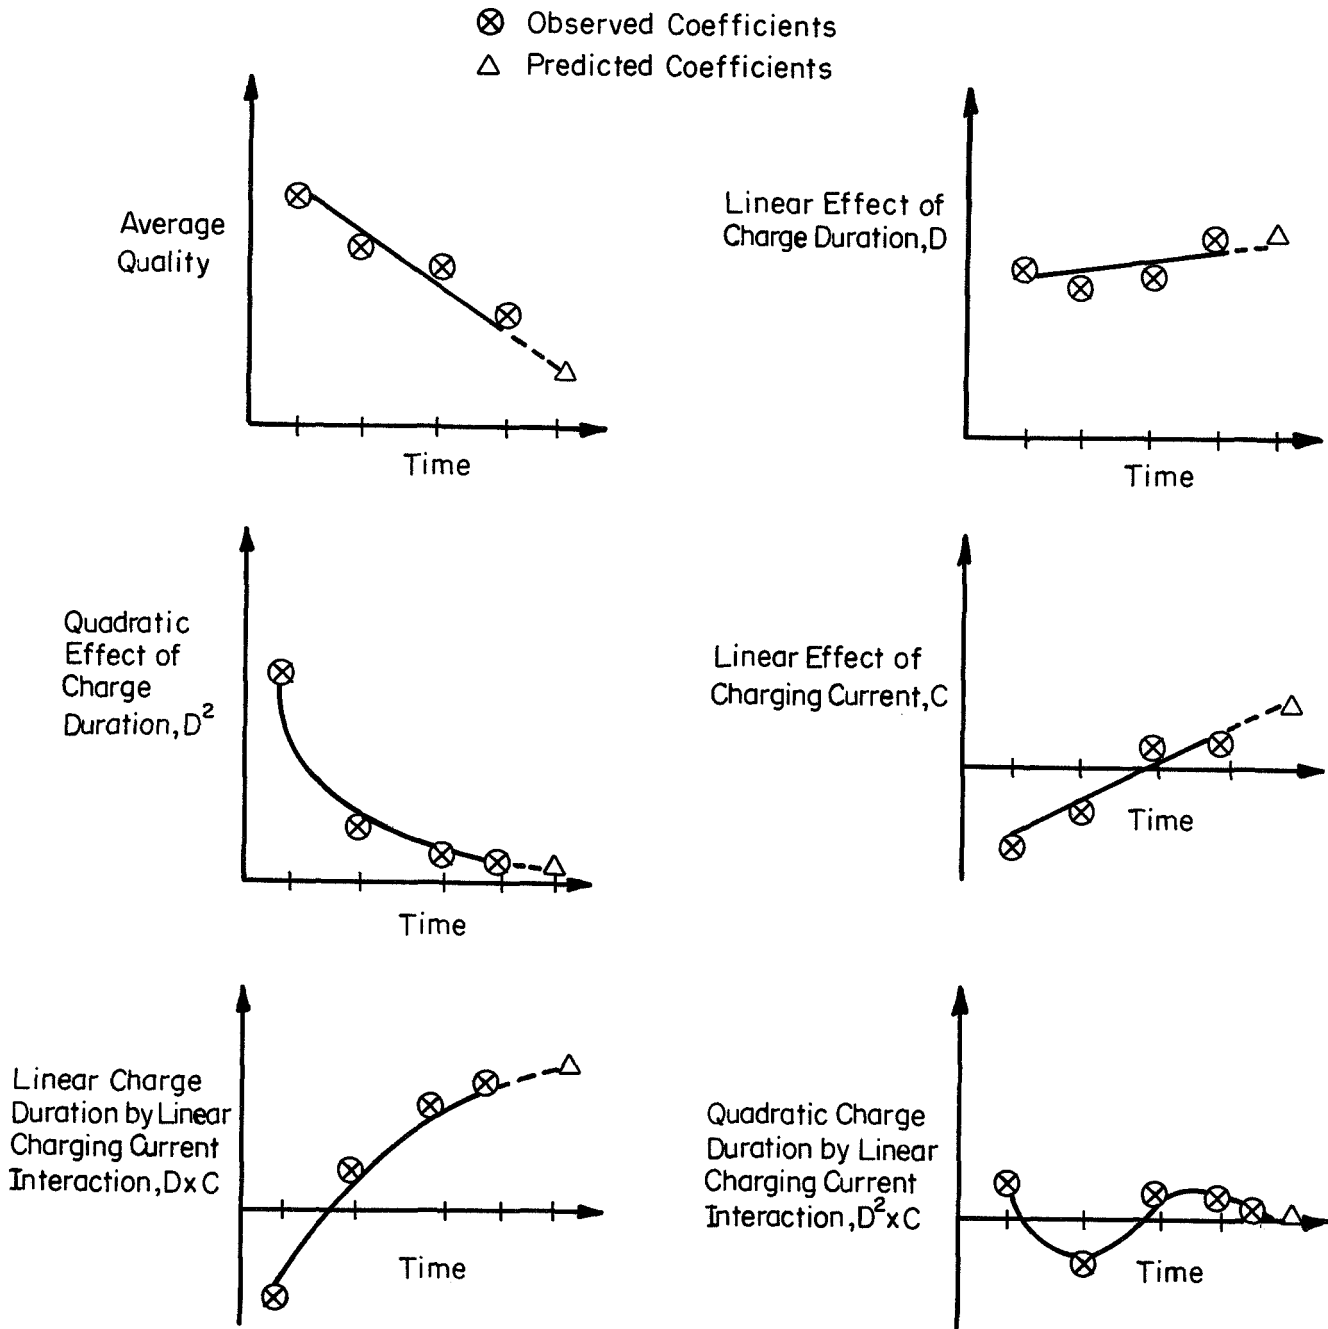 Observed Coefficients
Predicted Coefficients
Average
Quality
Time
Linear Effect of
Charge Duration, D
Time
Quadratic
Effect of
Charge
Duration, D²
Time
Linear Effect of
Charging Current, C
Time
Linear Charge
Duration by Linear
Charging Current
Interaction, D x C
Time
Quadratic Charge
Duration by Linear
Charging Current
Interaction, D² x C
Time